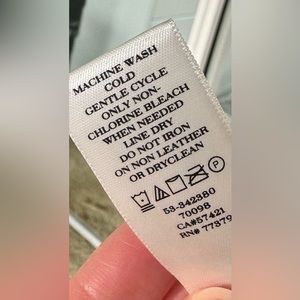 MACHINE WASH
COLD
GENTLE CYCLE
ONLY NON-
CHLORINE BLEACH
WHEN NEEDED
LINE DRY
DO NOT IRON
ON NON LEATHER
OR DRYCLEAN
P
53-342380
70098
CA#57421
RN# 77379